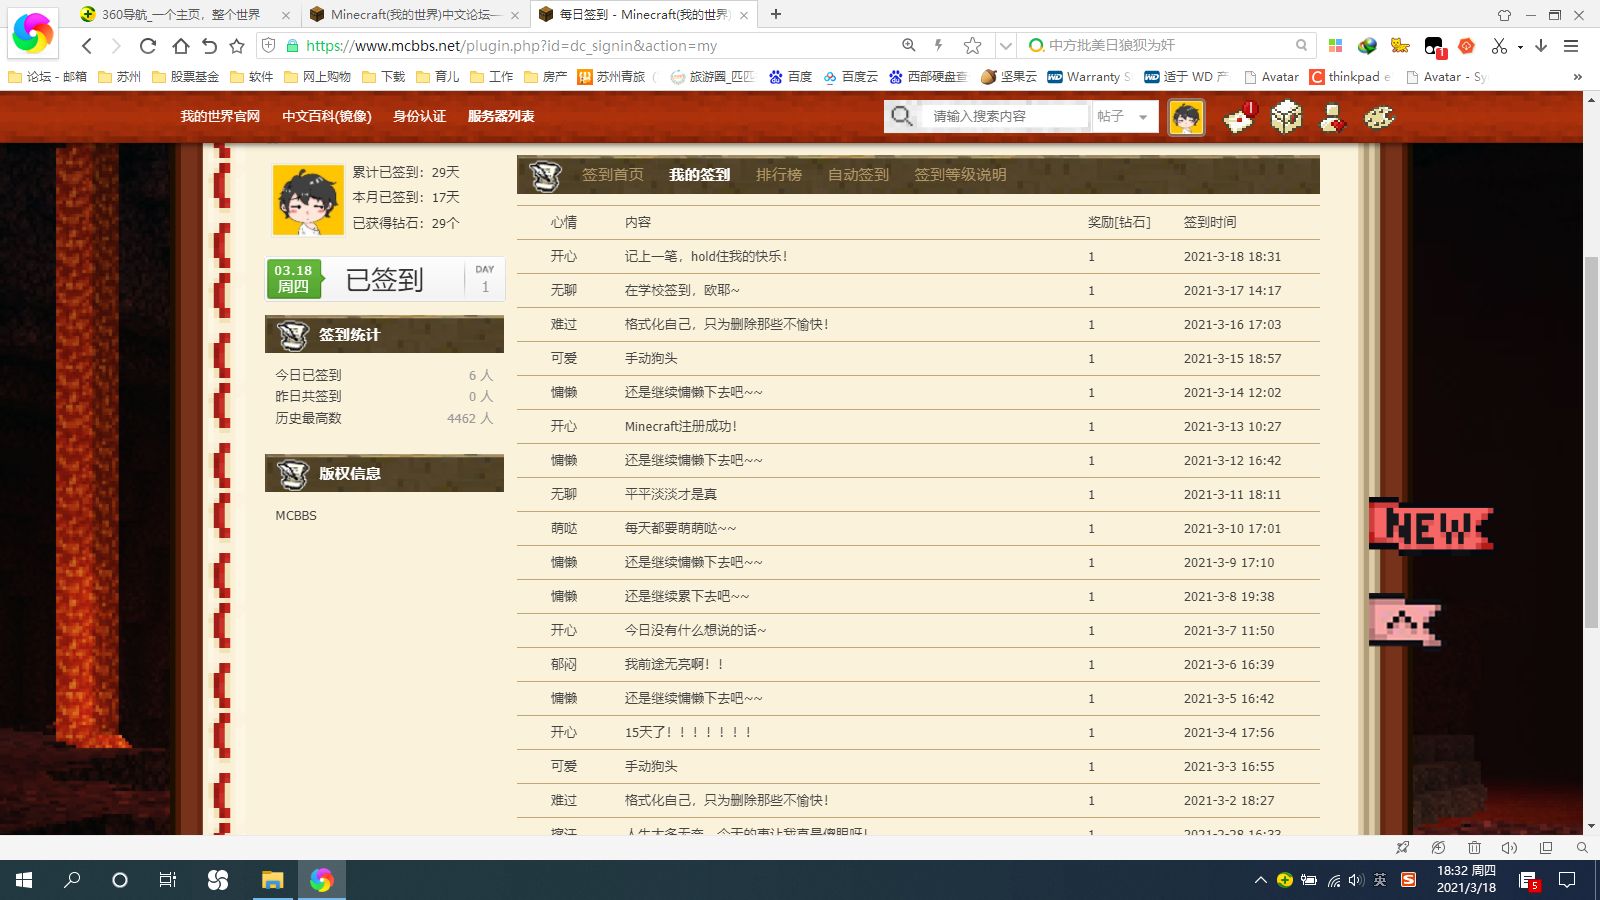 360导航_一个主页，整个世界
Minecraft(我的世界)中文论坛—
每日签到 - Minecraft(我的世界)
https://www.mcbbs.net/plugin.php?id=dc_signin&action=my
中方批美日狼狈为奸
论坛 - 邮箱
苏州
股票基金
软件
网上购物
下载
育儿
工作
房产
苏州青旅
旅游圈_匹匹
百度
百度云
西部硬盘查
坚果云
Warranty S
适于 WD 产
Avatar
thinkpad e
Avatar - Sy
我的世界官网
中文百科(镜像)
身份认证
服务器列表
请输入搜索内容
帖子
1
累计已签到：29天
本月已签到：17天
已获得钻石：29个
03.18
周四
已签到
DAY
1
签到统计
今日已签到 6 人
昨日共签到 0 人
历史最高数 4462 人
版权信息
MCBBS
签到首页 我的签到 排行榜 自动签到 签到等级说明
心情 内容 奖励[钻石] 签到时间
开心 记上一笔，hold住我的快乐！ 1 2021-3-18 18:31
无聊 在学校签到，欧耶~ 1 2021-3-17 14:17
难过 格式化自己，只为删除那些不愉快！ 1 2021-3-16 17:03
可爱 手动狗头 1 2021-3-15 18:57
慵懒 还是继续慵懒下去吧~~ 1 2021-3-14 12:02
开心 Minecraft注册成功！ 1 2021-3-13 10:27
慵懒 还是继续慵懒下去吧~~ 1 2021-3-12 16:42
无聊 平平淡淡才是真 1 2021-3-11 18:11
萌哒 每天都要萌萌哒~~ 1 2021-3-10 17:01
慵懒 还是继续慵懒下去吧~~ 1 2021-3-9 17:10
慵懒 还是继续累下去吧~~ 1 2021-3-8 19:38
开心 今日没有什么想说的话~ 1 2021-3-7 11:50
郁闷 我前途无亮啊！！ 1 2021-3-6 16:39
慵懒 还是继续慵懒下去吧~~ 1 2021-3-5 16:42
开心 15天了！！！！！！！ 1 2021-3-4 17:56
可爱 手动狗头 1 2021-3-3 16:55
难过 格式化自己，只为删除那些不愉快！ 1 2021-3-2 18:27
1 2021-2-28 16:33
NEW
英
18:32 周四
2021/3/18
5